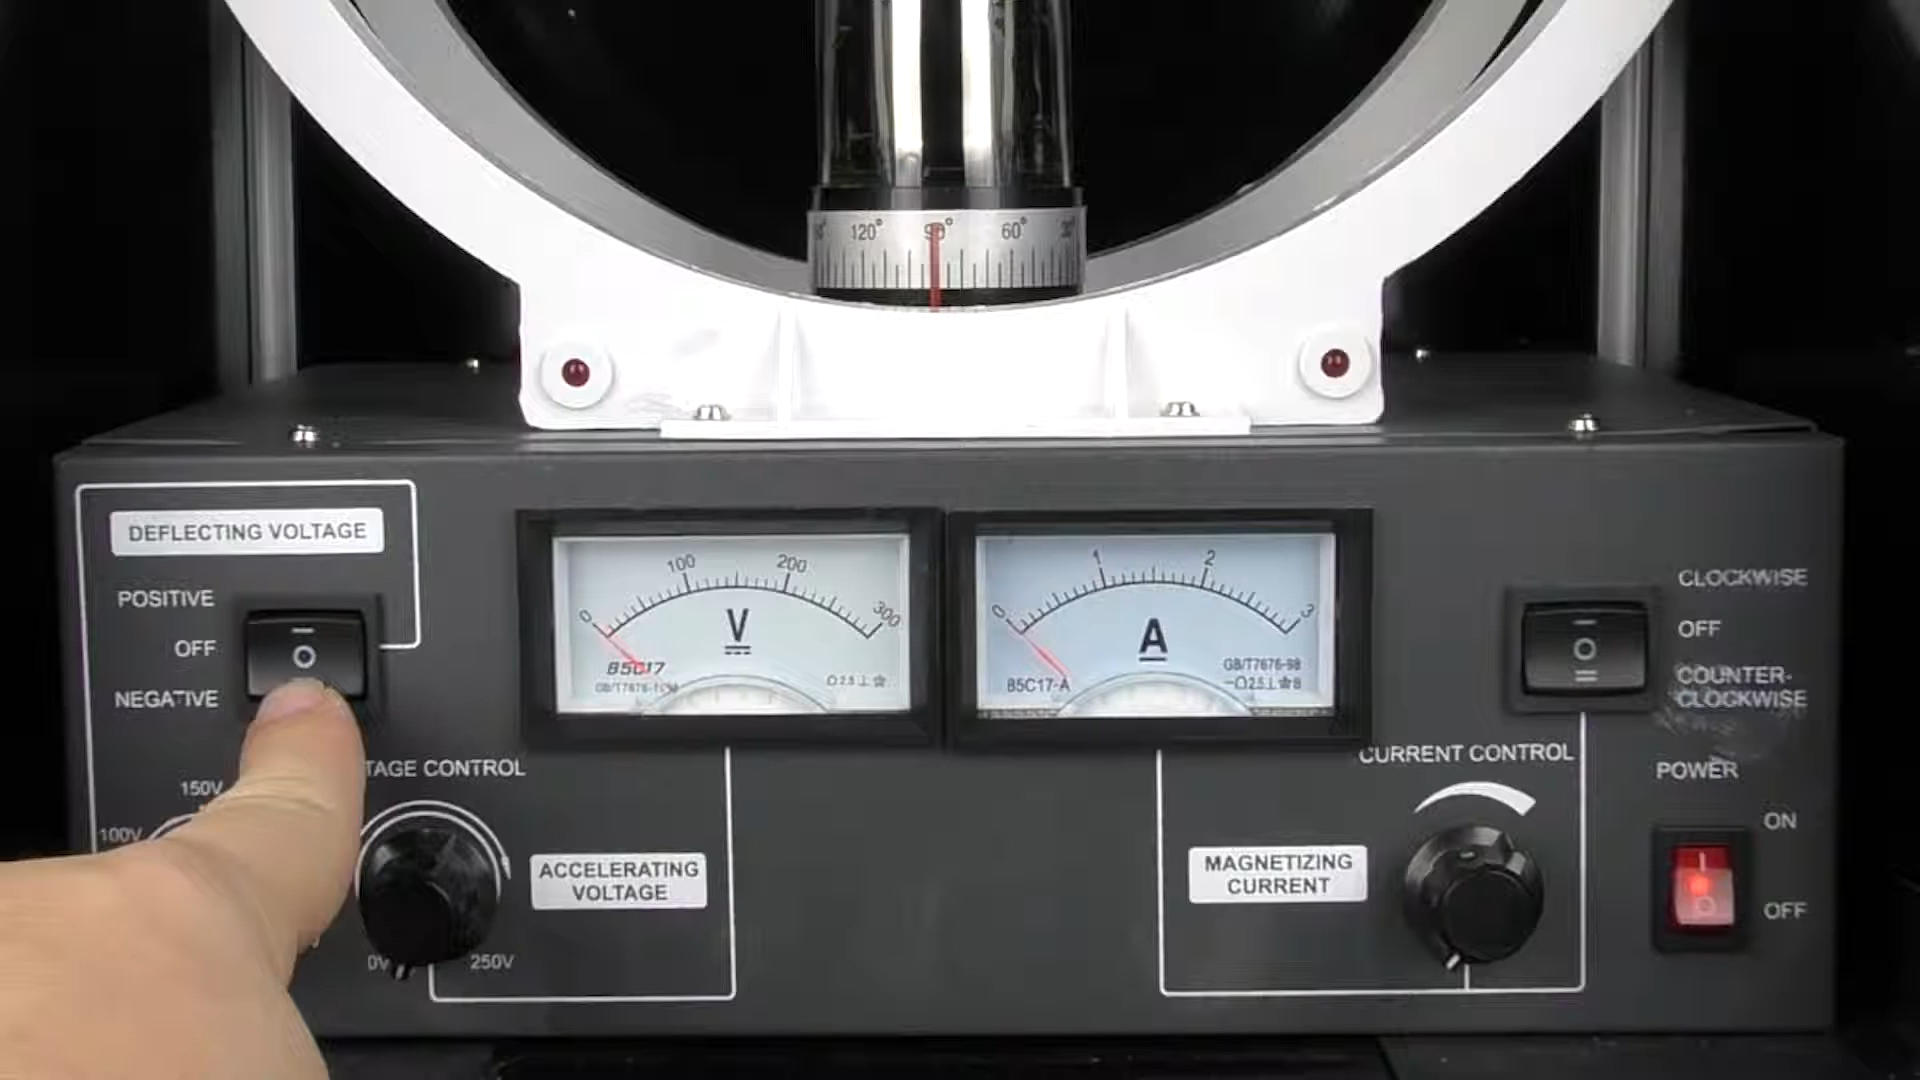 120° 90° 60° 30°
DEFLECTING VOLTAGE
POSITIVE
OFF
NEGATIVE
0 100 200 300
V
85C17
0 1 2 3
A
85C17-A
GB/T7676-98
CLOCKWISE
OFF
COUNTER-
CLOCKWISE
TAGE CONTROL
150V
100V
0V
250V
ACCELERATING
VOLTAGE
CURRENT CONTROL
MAGNETIZING
CURRENT
POWER
ON
OFF